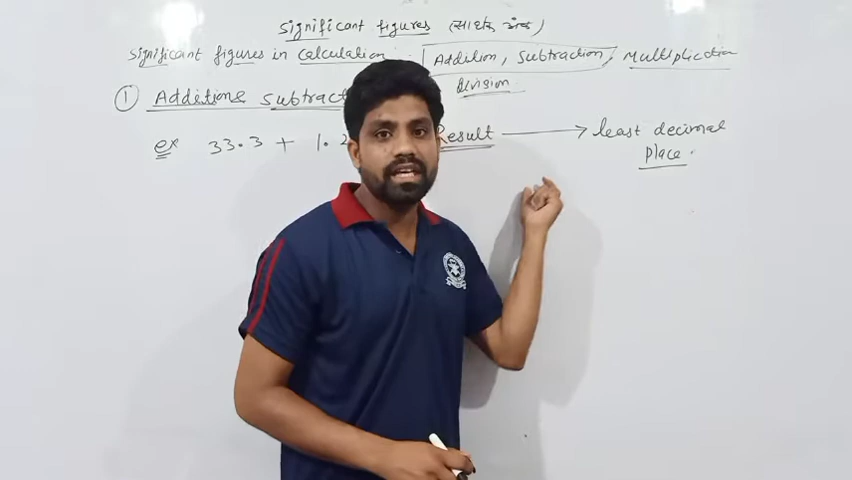 significant figures (सार्थक अंक)
significant figures in calculation Addition, Subtraction, Multiplication
Division
① Additions Subtract
ex 33.3 + 1.2 Result → least decimal
place.